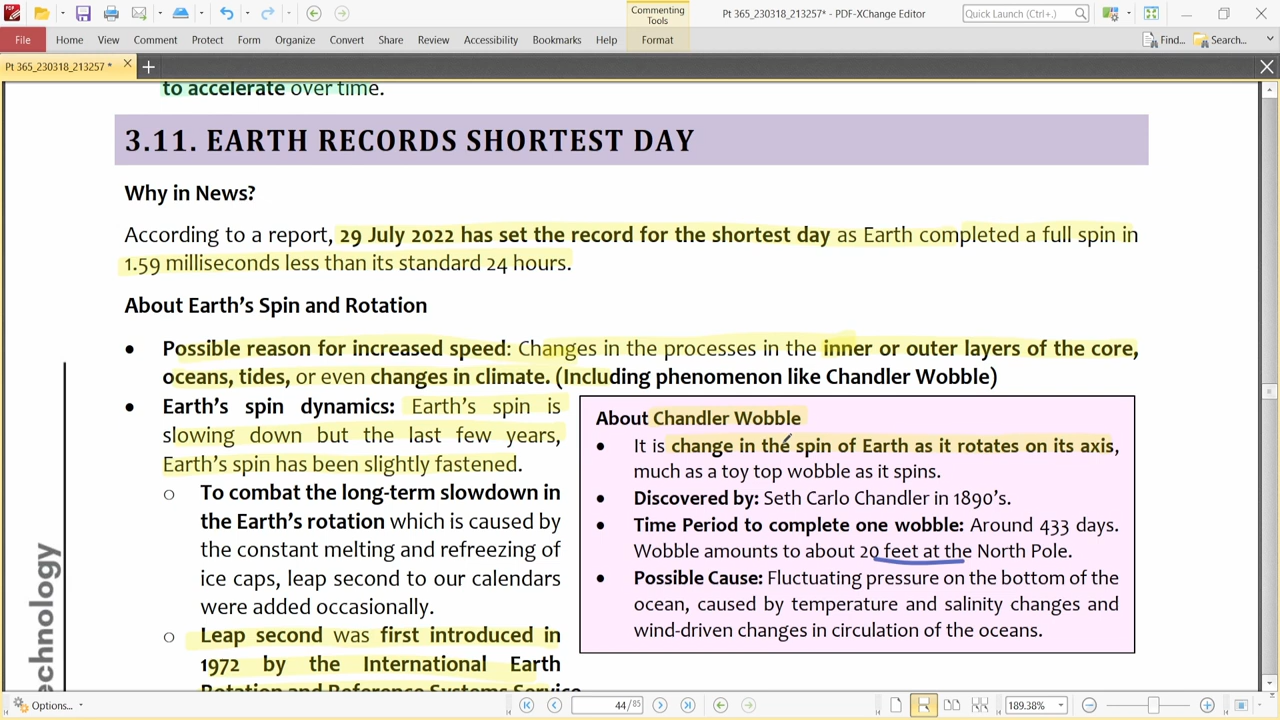 Commenting
Tools
Pt 365_230318_213257* - PDF-XChange Editor
Quick Launch (Ctrl+.)
File Home View Comment Protect Form Organize Convert Share Review Accessibility Bookmarks Help Format Find... Search...
Pt 365_230318_213257 *
to accelerate over time.
3.11. EARTH RECORDS SHORTEST DAY
Why in News?
According to a report, 29 July 2022 has set the record for the shortest day as Earth completed a full spin in
1.59 milliseconds less than its standard 24 hours.
About Earth's Spin and Rotation
• Possible reason for increased speed: Changes in the processes in the inner or outer layers of the core,
oceans, tides, or even changes in climate. (Including phenomenon like Chandler Wobble)
• Earth's spin dynamics: Earth's spin is
slowing down but the last few years,
Earth's spin has been slightly fastened.
o To combat the long-term slowdown in
the Earth's rotation which is caused by
the constant melting and refreezing of
ice caps, leap second to our calendars
were added occasionally.
o Leap second was first introduced in
1972 by the International Earth
Rotation and Reference Systems Service
About Chandler Wobble
• It is change in the spin of Earth as it rotates on its axis,
much as a toy top wobble as it spins.
• Discovered by: Seth Carlo Chandler in 1890's.
• Time Period to complete one wobble: Around 433 days.
Wobble amounts to about 20 feet at the North Pole.
• Possible Cause: Fluctuating pressure on the bottom of the
ocean, caused by temperature and salinity changes and
wind-driven changes in circulation of the oceans.
echnology
Options... 44 /85 189.38%